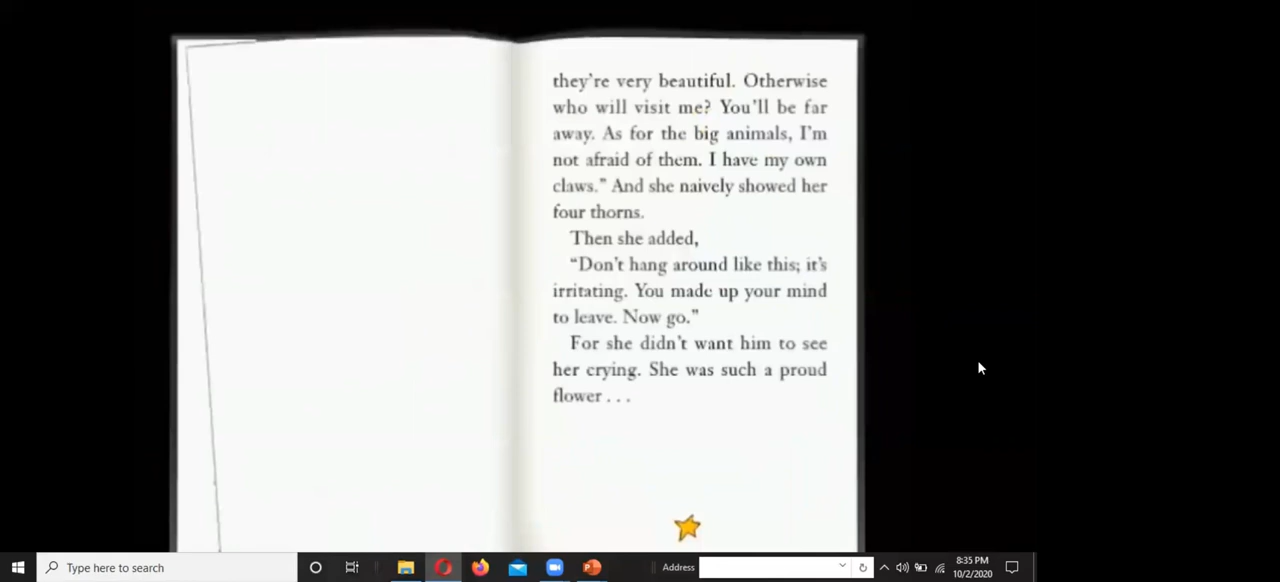 they're very beautiful. Otherwise
who will visit me? You'll be far
away. As for the big animals, I'm
not afraid of them. I have my own
claws." And she naively showed her
four thorns.
Then she added,
"Don't hang around like this; it's
irritating. You made up your mind
to leave. Now go."
For she didn't want him to see
her crying. She was such a proud
flower . . .
Type here to search
Address
8:35 PM
10/2/2020